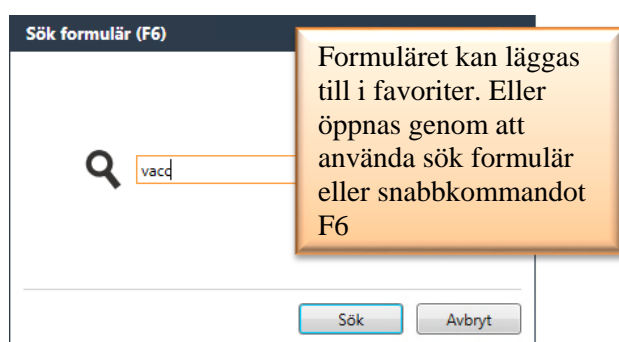 Sök formulär (F6)
Formuläret kan läggas
till i favoriter. Eller
öppnas genom att
använda sök formulär
eller snabbkommandot
F6
vacc
Sök
Avbryt